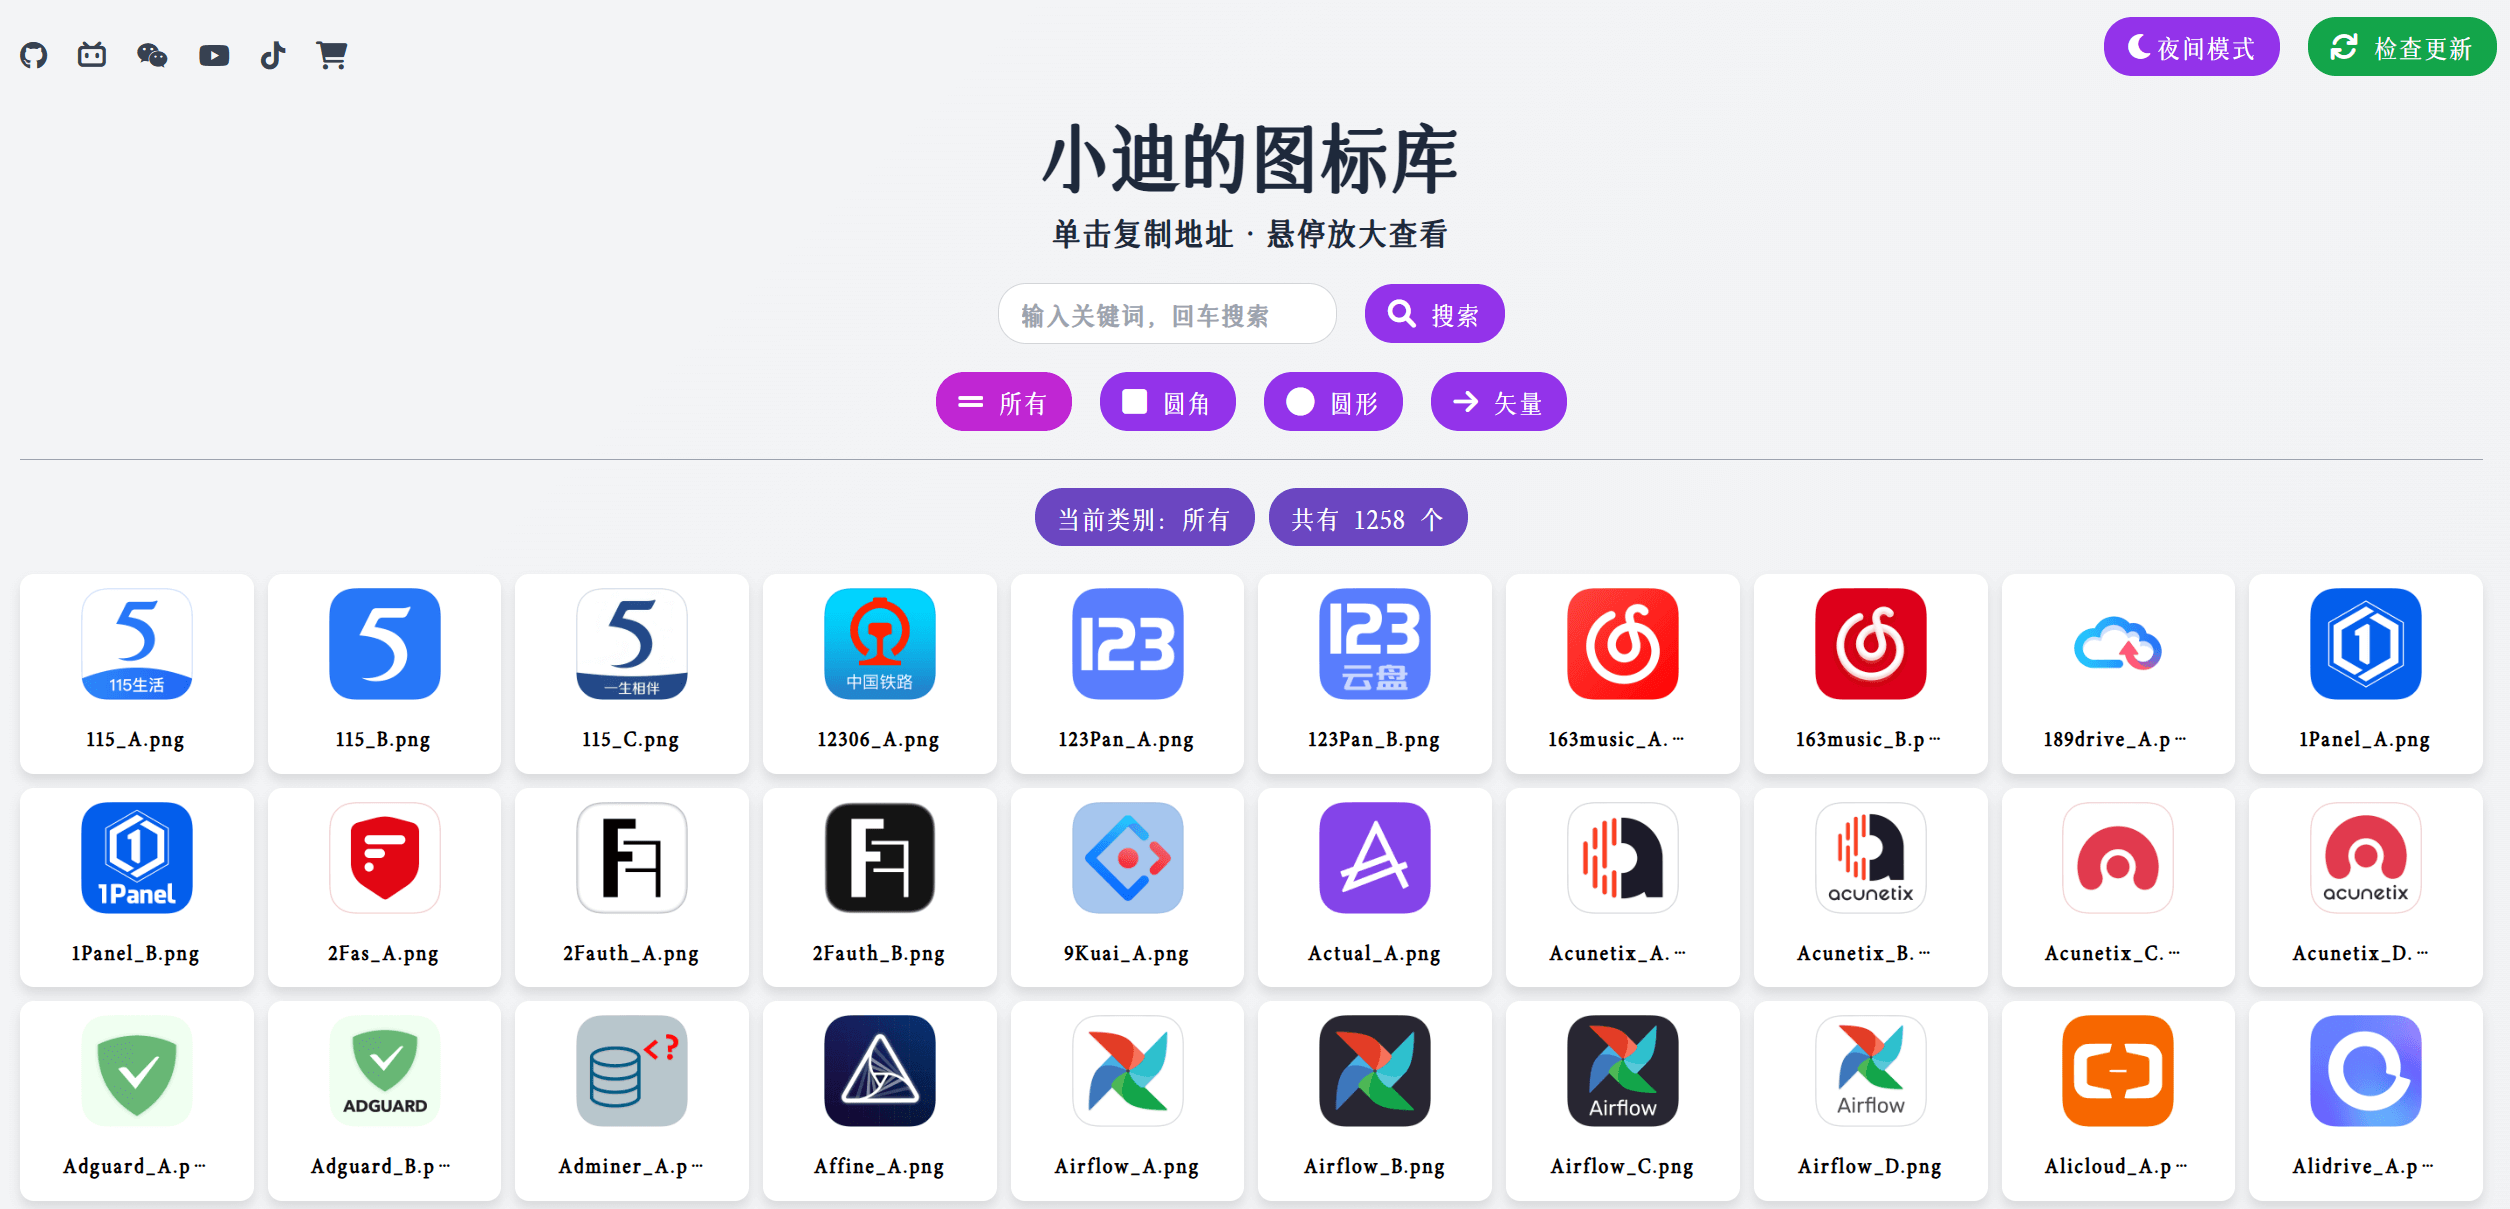 夜间模式
检查更新
小迪的图标库
单击复制地址 · 悬停放大查看
输入关键词，回车搜索
搜索
所有
圆角
圆形
矢量
当前类别：所有
共有 1258 个
5
115生活
5
5
一生相伴
中国铁路
123
123
云盘
1
115_A.png
115_B.png
115_C.png
12306_A.png
123Pan_A.png
123Pan_B.png
163music_A.…
163music_B.p…
189drive_A.p…
1Panel_A.png
1
1Panel
acunetix
acunetix
1Panel_B.png
2Fas_A.png
2Fauth_A.png
2Fauth_B.png
9Kuai_A.png
Actual_A.png
Acunetix_A.…
Acunetix_B.…
Acunetix_C.…
Acunetix_D.…
ADGUARD
<?
Airflow
Airflow
Adguard_A.p…
Adguard_B.p…
Adminer_A.p…
Affine_A.png
Airflow_A.png
Airflow_B.png
Airflow_C.png
Airflow_D.png
Alicloud_A.p…
Alidrive_A.p…